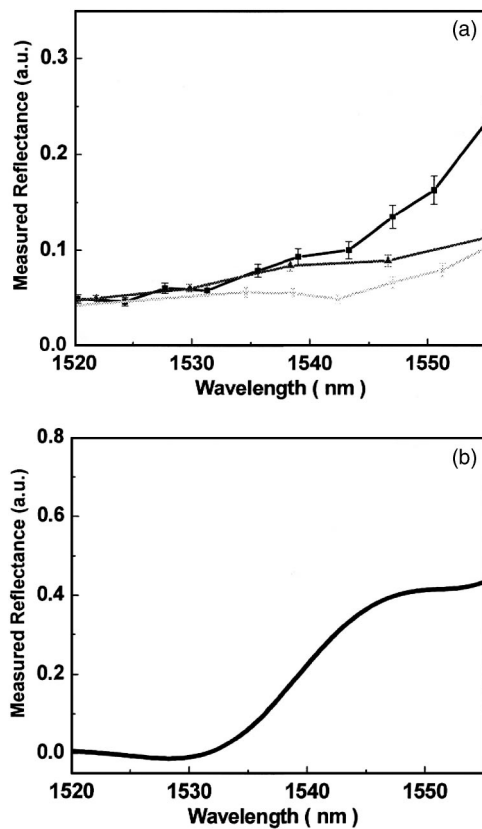 (a)
Measured Reflectance (a.u.)
0.3
0.2
0.1
0.0
1520 1530 1540 1550
Wavelength ( nm )
(b)
Measured Reflectance (a.u.)
0.8
0.6
0.4
0.2
0.0
1520 1530 1540 1550
Wavelength ( nm )